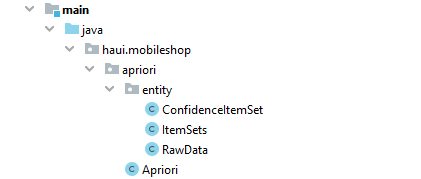 main
java
haui.mobileshop
apriori
entity
ConfidenceItemSet
ItemSets
RawData
Apriori